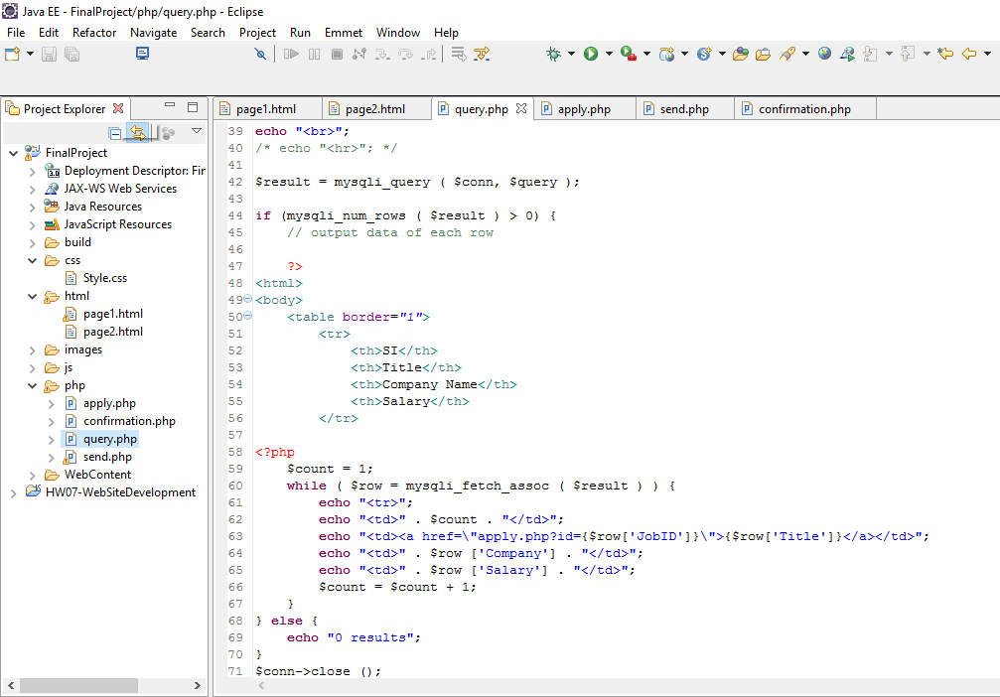 Java EE - FinalProject/php/query.php - Eclipse
File Edit Refactor Navigate Search Project Run Emmet Window Help
Project Explorer
FinalProject
3.0 Deployment Descriptor: Fir
JAX-WS Web Services
Java Resources
JavaScript Resources
build
css
Style.css
html
page1.html
page2.html
images
js
php
apply.php
confirmation.php
query.php
send.php
WebContent
HW07-WebSiteDevelopment
page1.html page2.html query.php apply.php send.php confirmation.php
39 echo "<br>";
40 /* echo "<hr>"; */
41
42 $result = mysqli_query ( $conn, $query );
43
44 if (mysqli_num_rows ( $result ) > 0) {
45     // output data of each row
46
47     ?>
48 <html>
49 <body>
50     <table border="1">
51         <tr>
52             <th>SI</th>
53             <th>Title</th>
54             <th>Company Name</th>
55             <th>Salary</th>
56         </tr>
57
58 <?php
59     $count = 1;
60     while ( $row = mysqli_fetch_assoc ( $result ) ) {
61         echo "<tr>";
62         echo "<td>" . $count . "</td>";
63         echo "<td><a href=\"apply.php?id={$row['JobID']}\">{$row['Title']}</a></td>";
64         echo "<td>" . $row ['Company'] . "</td>";
65         echo "<td>" . $row ['Salary'] . "</td>";
66         $count = $count + 1;
67     }
68 } else {
69     echo "0 results";
70 }
71 $conn->close ();